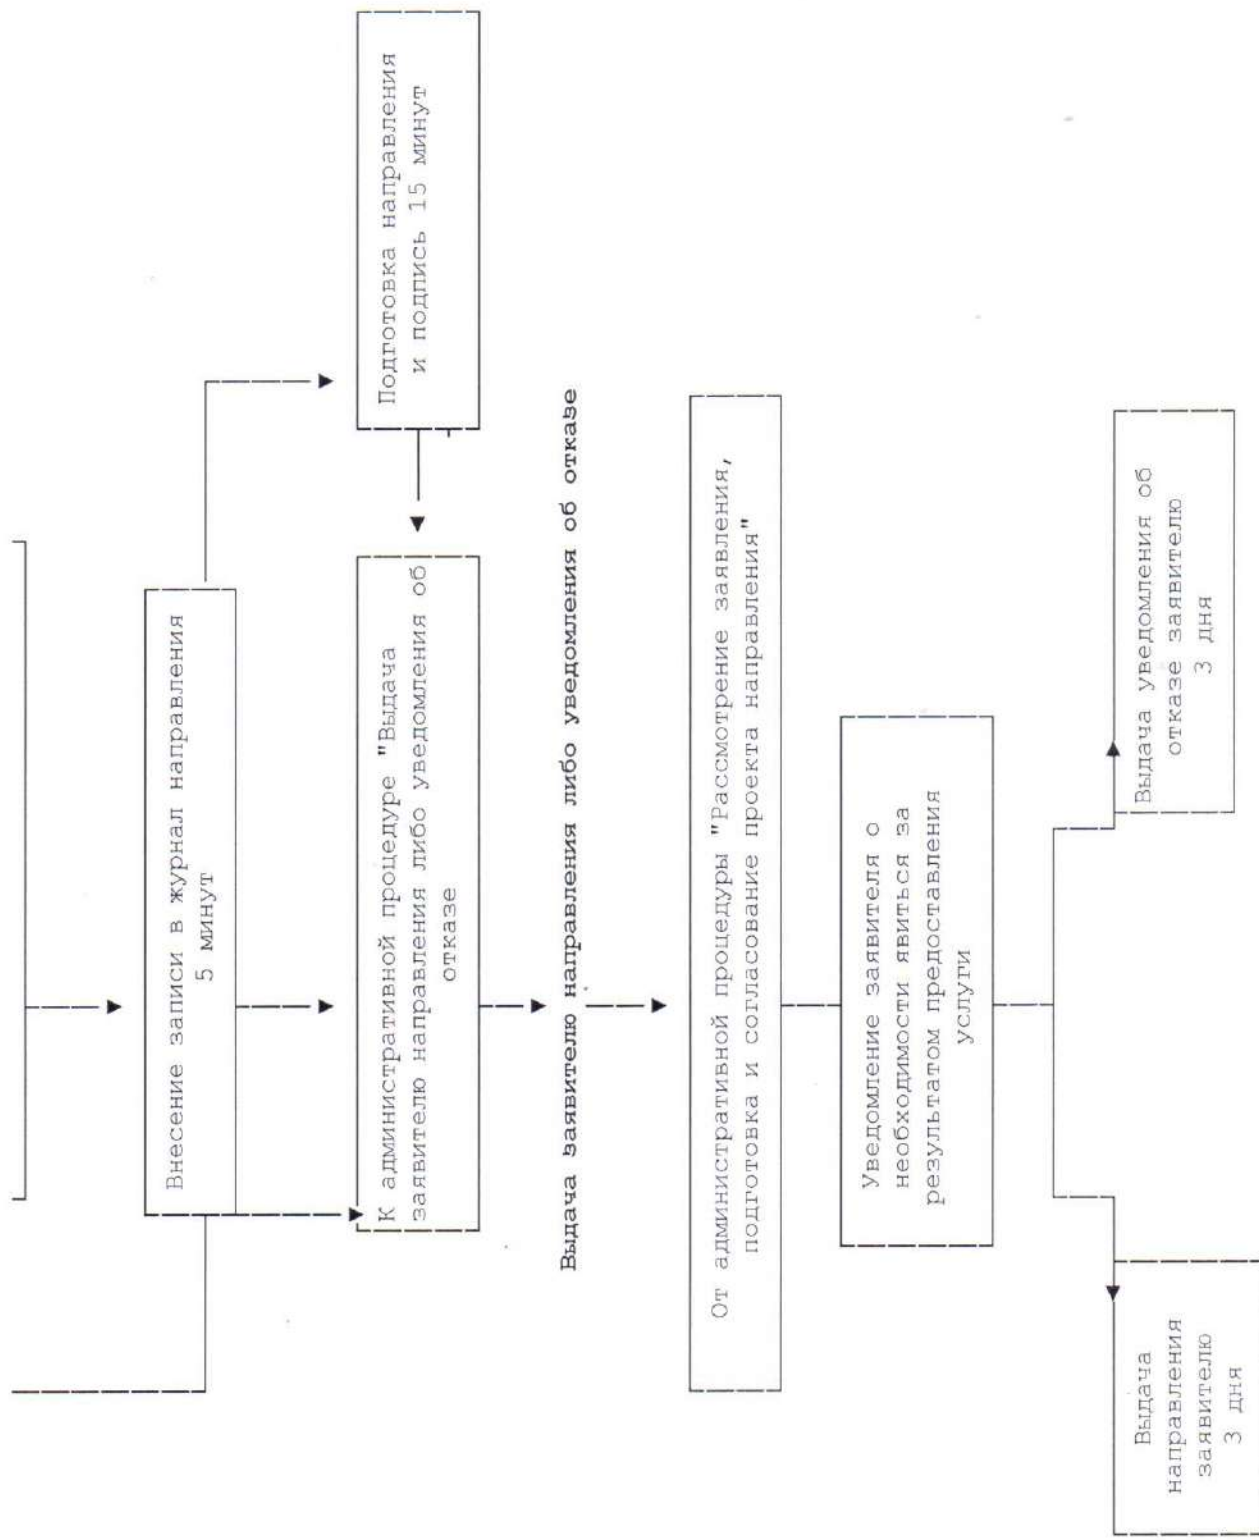 Внесение записи в журнал направления
5 минут
Подготовка направления
и подпись 15 минут
К административной процедуре "Выдача
заявителю направления либо уведомления об
отказе
Выдача заявителю направления либо уведомления об отказе
От административной процедуры "Рассмотрение заявления,
подготовка и согласование проекта направления"
Уведомление заявителя о
необходимости явиться за
результатом предоставления
услуги
Выдача
направления
заявителю
3 дня
Выдача уведомления об
отказе заявителю
3 дня